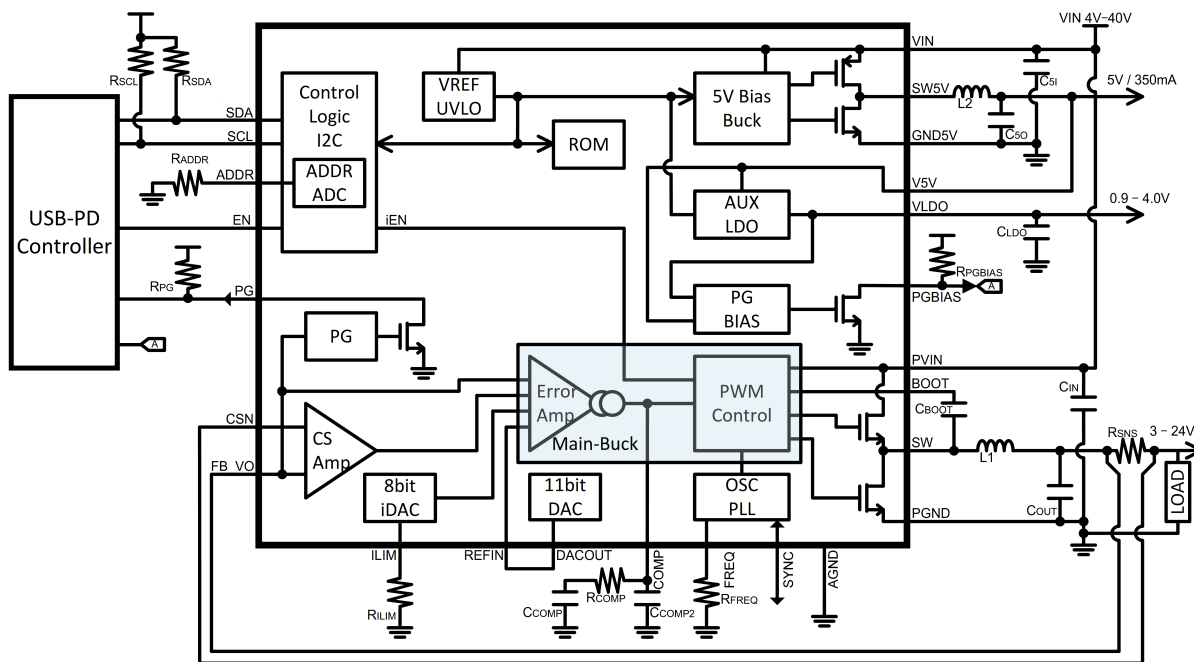 VIN 4V–40V
RSCL
RSDA
VIN
C5I
5V / 350mA
VREF
UVLO
5V Bias
Buck
SW5V
L2
C5O
GND5V
Control
Logic
I2C
SDA
SCL
ROM
RADDR
ADDR
ADDR
ADC
V5V
AUX
LDO
VLDO
0.9 – 4.0V
CLDO
USB-PD
Controller
EN
iEN
RPG
PG
RPGBIAS
PGBIAS
A
PG
BIAS
PG
A
PVIN
Error
Amp
PWM
Control
Main-Buck
BOOT
CBOOT
CIN
CSN
CS
Amp
SW
L1
RSNS
3 – 24V
FB_VO
8bit
iDAC
11bit
DAC
OSC
PLL
COUT
LOAD
PGND
ILIM
REFIN
DACOUT
COMP
FREQ
SYNC
AGND
RILIM
CCOMP
RCOMP
CCOMP2
RFREQ